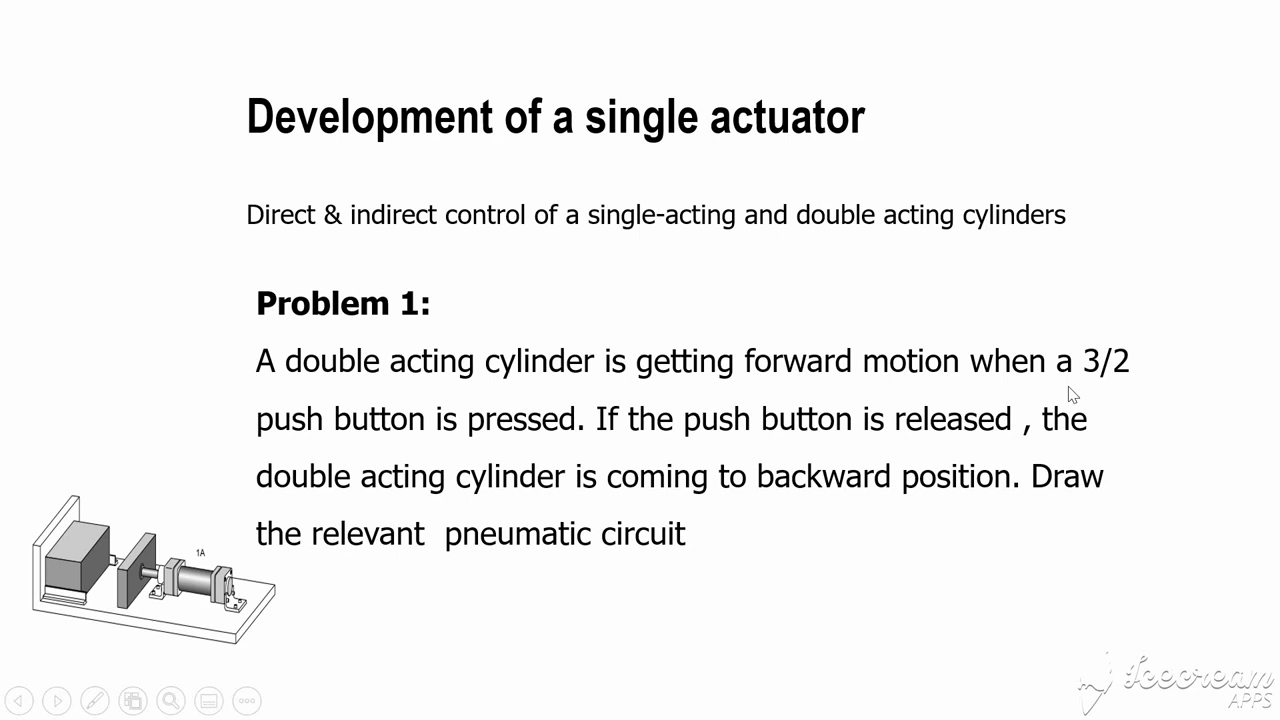 Development of a single actuator
Direct & indirect control of a single-acting and double acting cylinders
Problem 1:
A double acting cylinder is getting forward motion when a 3/2
push button is pressed. If the push button is released , the
double acting cylinder is coming to backward position. Draw
the relevant pneumatic circuit
1A
Icecream
APPS